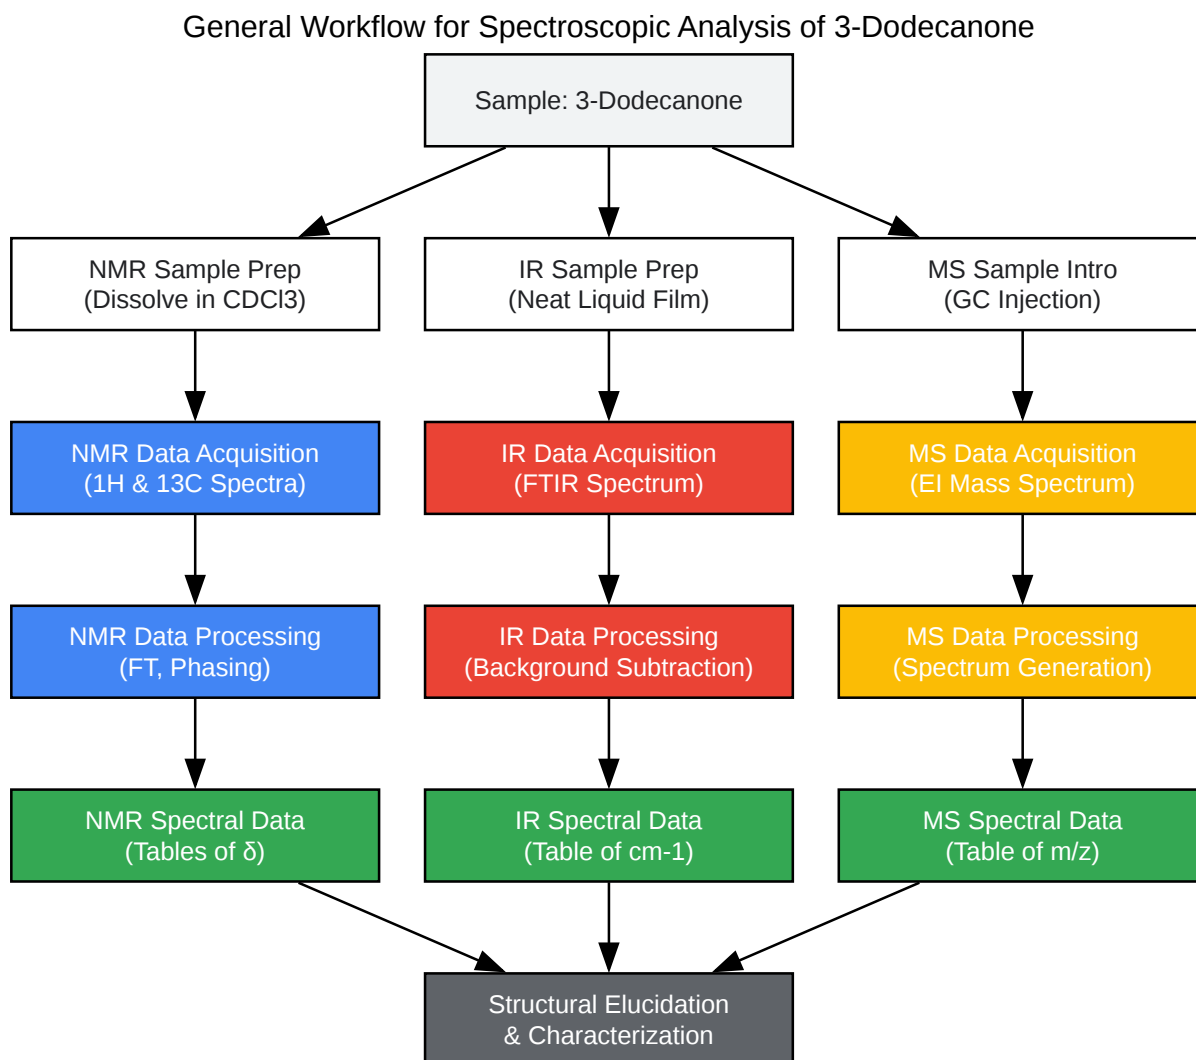 General Workflow for Spectroscopic Analysis of 3-Dodecanone
Sample: 3-Dodecanone
NMR Sample Prep
(Dissolve in CDCl3)
IR Sample Prep
(Neat Liquid Film)
MS Sample Intro
(GC Injection)
NMR Data Acquisition
(1H & 13C Spectra)
IR Data Acquisition
(FTIR Spectrum)
MS Data Acquisition
(EI Mass Spectrum)
NMR Data Processing
(FT, Phasing)
IR Data Processing
(Background Subtraction)
MS Data Processing
(Spectrum Generation)
NMR Spectral Data
(Tables of δ)
IR Spectral Data
(Table of cm-1)
MS Spectral Data
(Table of m/z)
Structural Elucidation
& Characterization